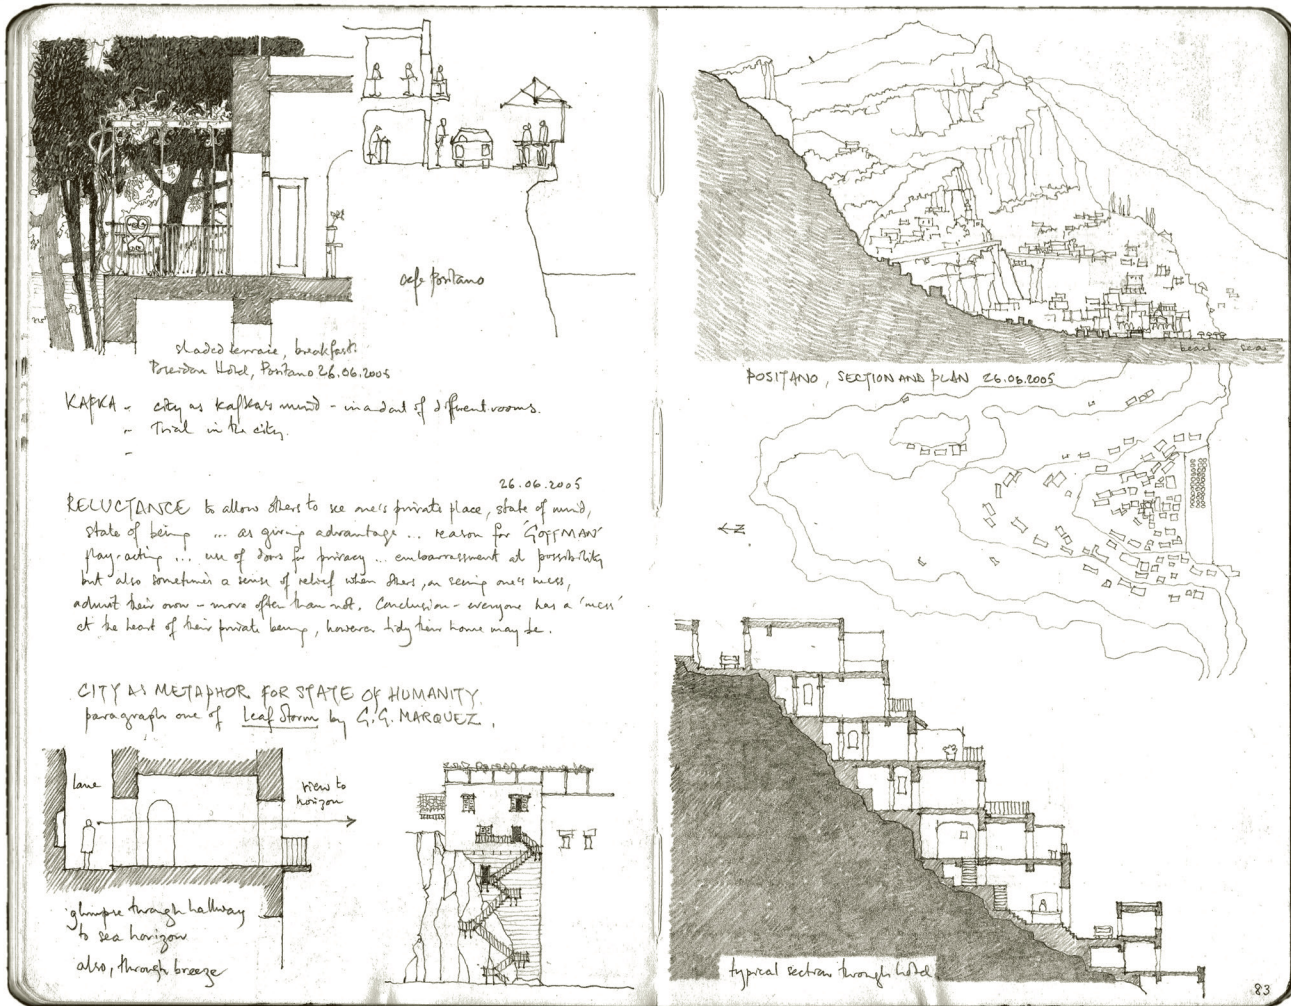 cafe Positano
shaded terrace, breakfast.
Poseidon Hotel, Positano 26.06.2005
KAFKA - city as Kafka's mind - in and out of different rooms.
- Trial in the city.
-
26.06.2005
RELUCTANCE to allow others to see one's private place, state of mind,
state of being ... as giving advantage ... reason for 'GOFFMAN'
play-acting ... use of doors for privacy ... embarrassment at possibility
but also sometimes a sense of relief when others, on seeing one's mess,
admit their own - more often than not. Conclusion - everyone has a 'mess'
at the heart of their private being, however tidy their home may be.
CITY AS METAPHOR FOR STATE OF HUMANITY
paragraph one of Leaf Storm by G.G. MARQUEZ.
lane
view to
horizon
glimpse through hallway
to sea horizon
also, through breeze
beach sea
POSITANO, SECTION AND PLAN 26.06.2005
N
typical section through hotel
83